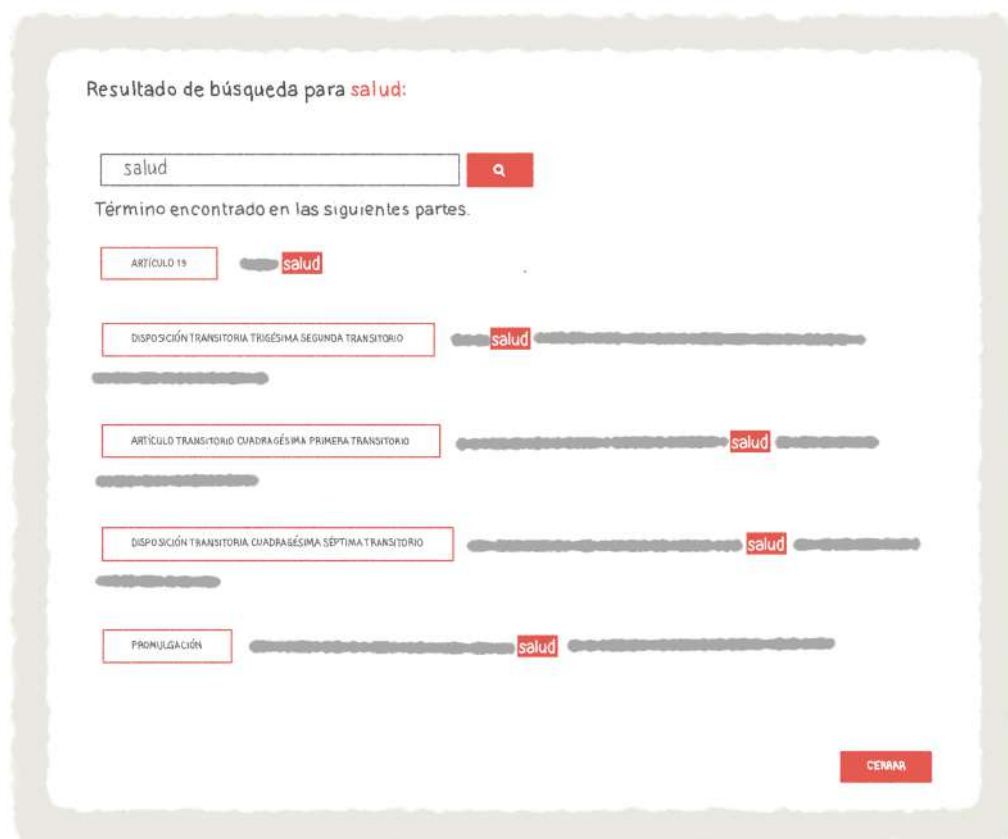 Resultado de búsqueda para salud:
salud
Término encontrado en las siguientes partes.
ARTÍCULO 19 salud
DISPOSICIÓN TRANSITORIA TRIGÉSIMA SEGUNDA TRANSITORIO salud
ARTÍCULO TRANSITORIO CUADRAGÉSIMA PRIMERA TRANSITORIO salud
DISPOSICIÓN TRANSITORIA CUADRAGÉSIMA SÉPTIMA TRANSITORIO salud
PROMULGACIÓN salud
CERRAR